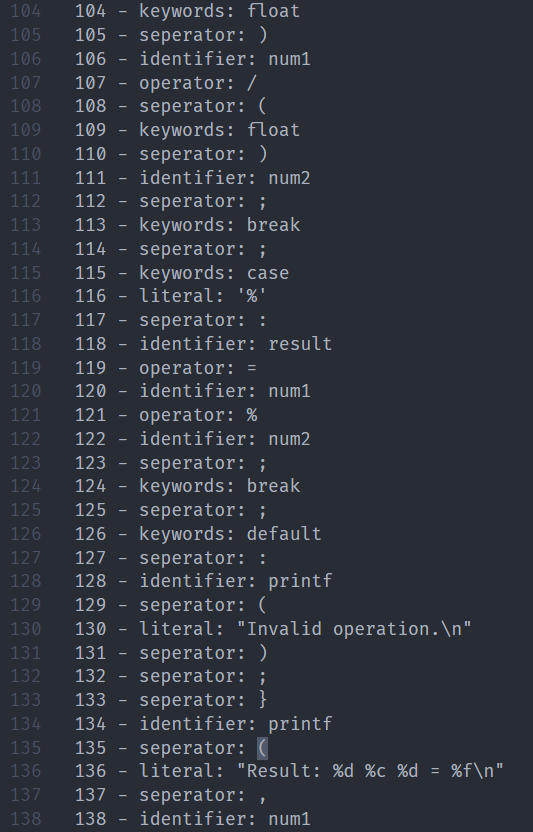 104 104 - keywords: float
105 105 - seperator: )
106 106 - identifier: num1
107 107 - operator: /
108 108 - seperator: (
109 109 - keywords: float
110 110 - seperator: )
111 111 - identifier: num2
112 112 - seperator: ;
113 113 - keywords: break
114 114 - seperator: ;
115 115 - keywords: case
116 116 - literal: '%'
117 117 - seperator: :
118 118 - identifier: result
119 119 - operator: =
120 120 - identifier: num1
121 121 - operator: %
122 122 - identifier: num2
123 123 - seperator: ;
124 124 - keywords: break
125 125 - seperator: ;
126 126 - keywords: default
127 127 - seperator: :
128 128 - identifier: printf
129 129 - seperator: (
130 130 - literal: "Invalid operation.\n"
131 131 - seperator: )
132 132 - seperator: ;
133 133 - seperator: }
134 134 - identifier: printf
135 135 - seperator: (
136 136 - literal: "Result: %d %c %d = %f\n"
137 137 - seperator: ,
138 138 - identifier: num1